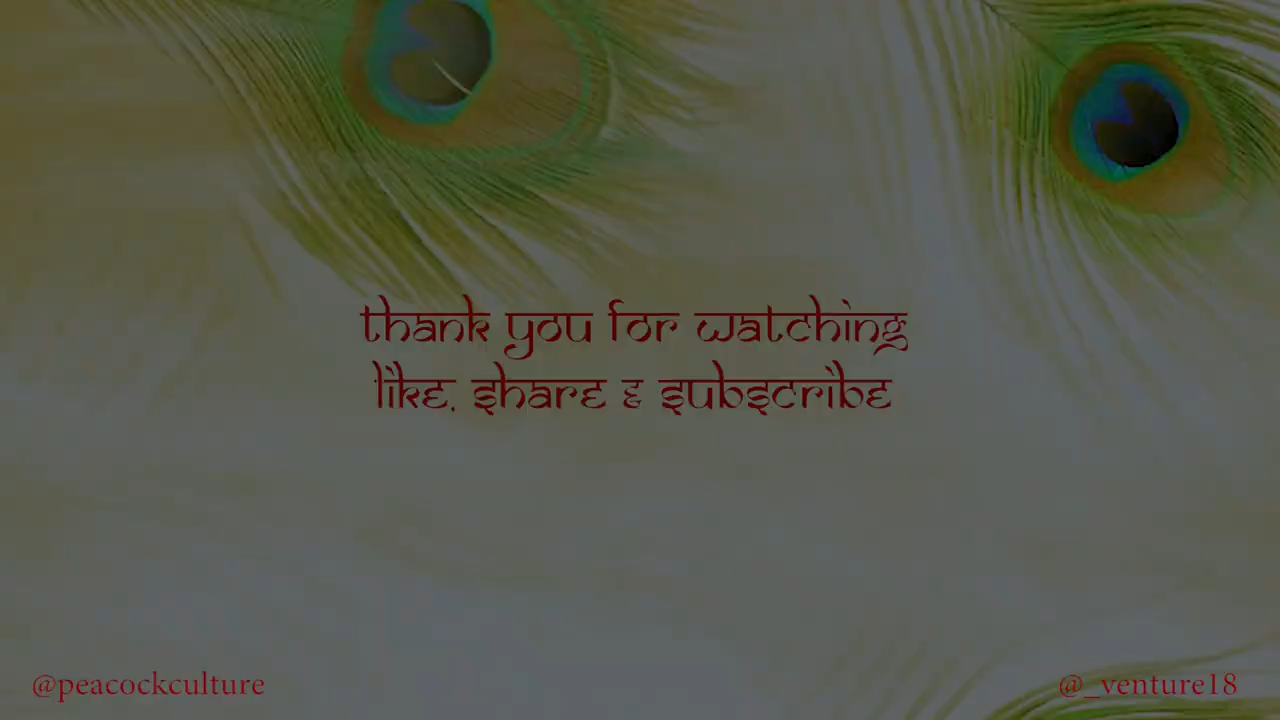 thank you for watching
like, share & subscribe
@peacockculture
@_venture18